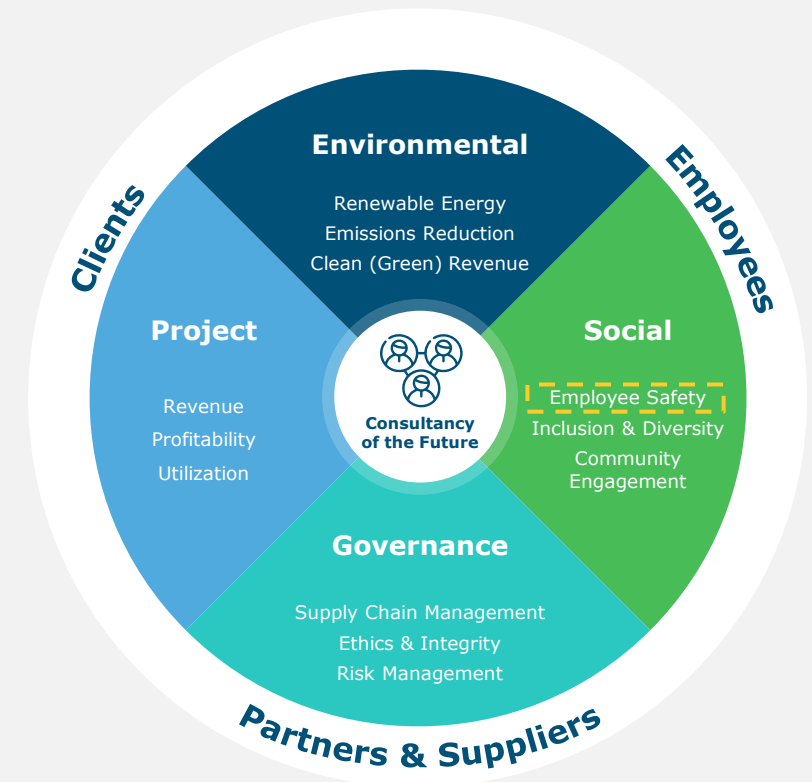 Clients
Employees
Environmental
Renewable Energy
Emissions Reduction
Clean (Green) Revenue
Project
Revenue
Profitability
Utilization
Consultancy
of the Future
Social
Employee Safety
Inclusion & Diversity
Community
Engagement
Governance
Supply Chain Management
Ethics & Integrity
Risk Management
Partners & Suppliers